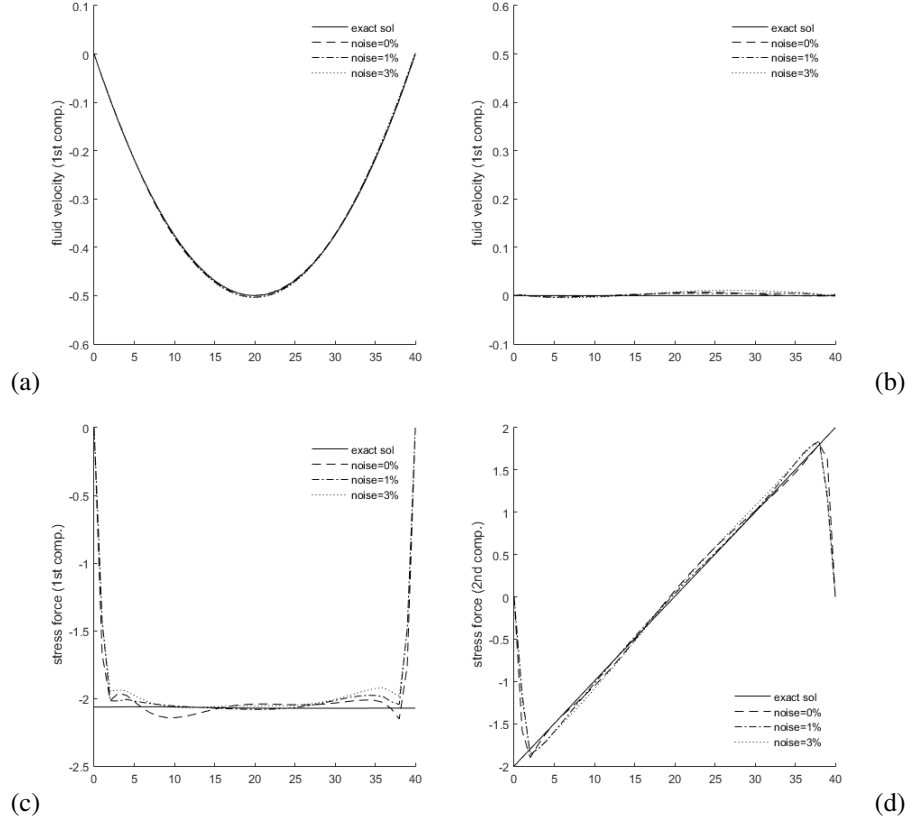 0.1
0
-0.1
-0.2
-0.3
-0.4
-0.5
-0.6
fluid velocity (1st comp.)
exact sol
noise=0%
noise=1%
noise=3%
0 5 10 15 20 25 30 35 40
(a)
0.6
0.5
0.4
0.3
0.2
0.1
0
-0.1
fluid velocity (1st comp.)
exact sol
noise=0%
noise=1%
noise=3%
0 5 10 15 20 25 30 35 40
(b)
0
-0.5
-1
-1.5
-2
-2.5
stress force (1st comp.)
exact sol
noise=0%
noise=1%
noise=3%
0 5 10 15 20 25 30 35 40
(c)
2
1.5
1
0.5
0
-0.5
-1
-1.5
-2
stress force (2nd comp.)
exact sol
noise=0%
noise=1%
noise=3%
0 5 10 15 20 25 30 35 40
(d)